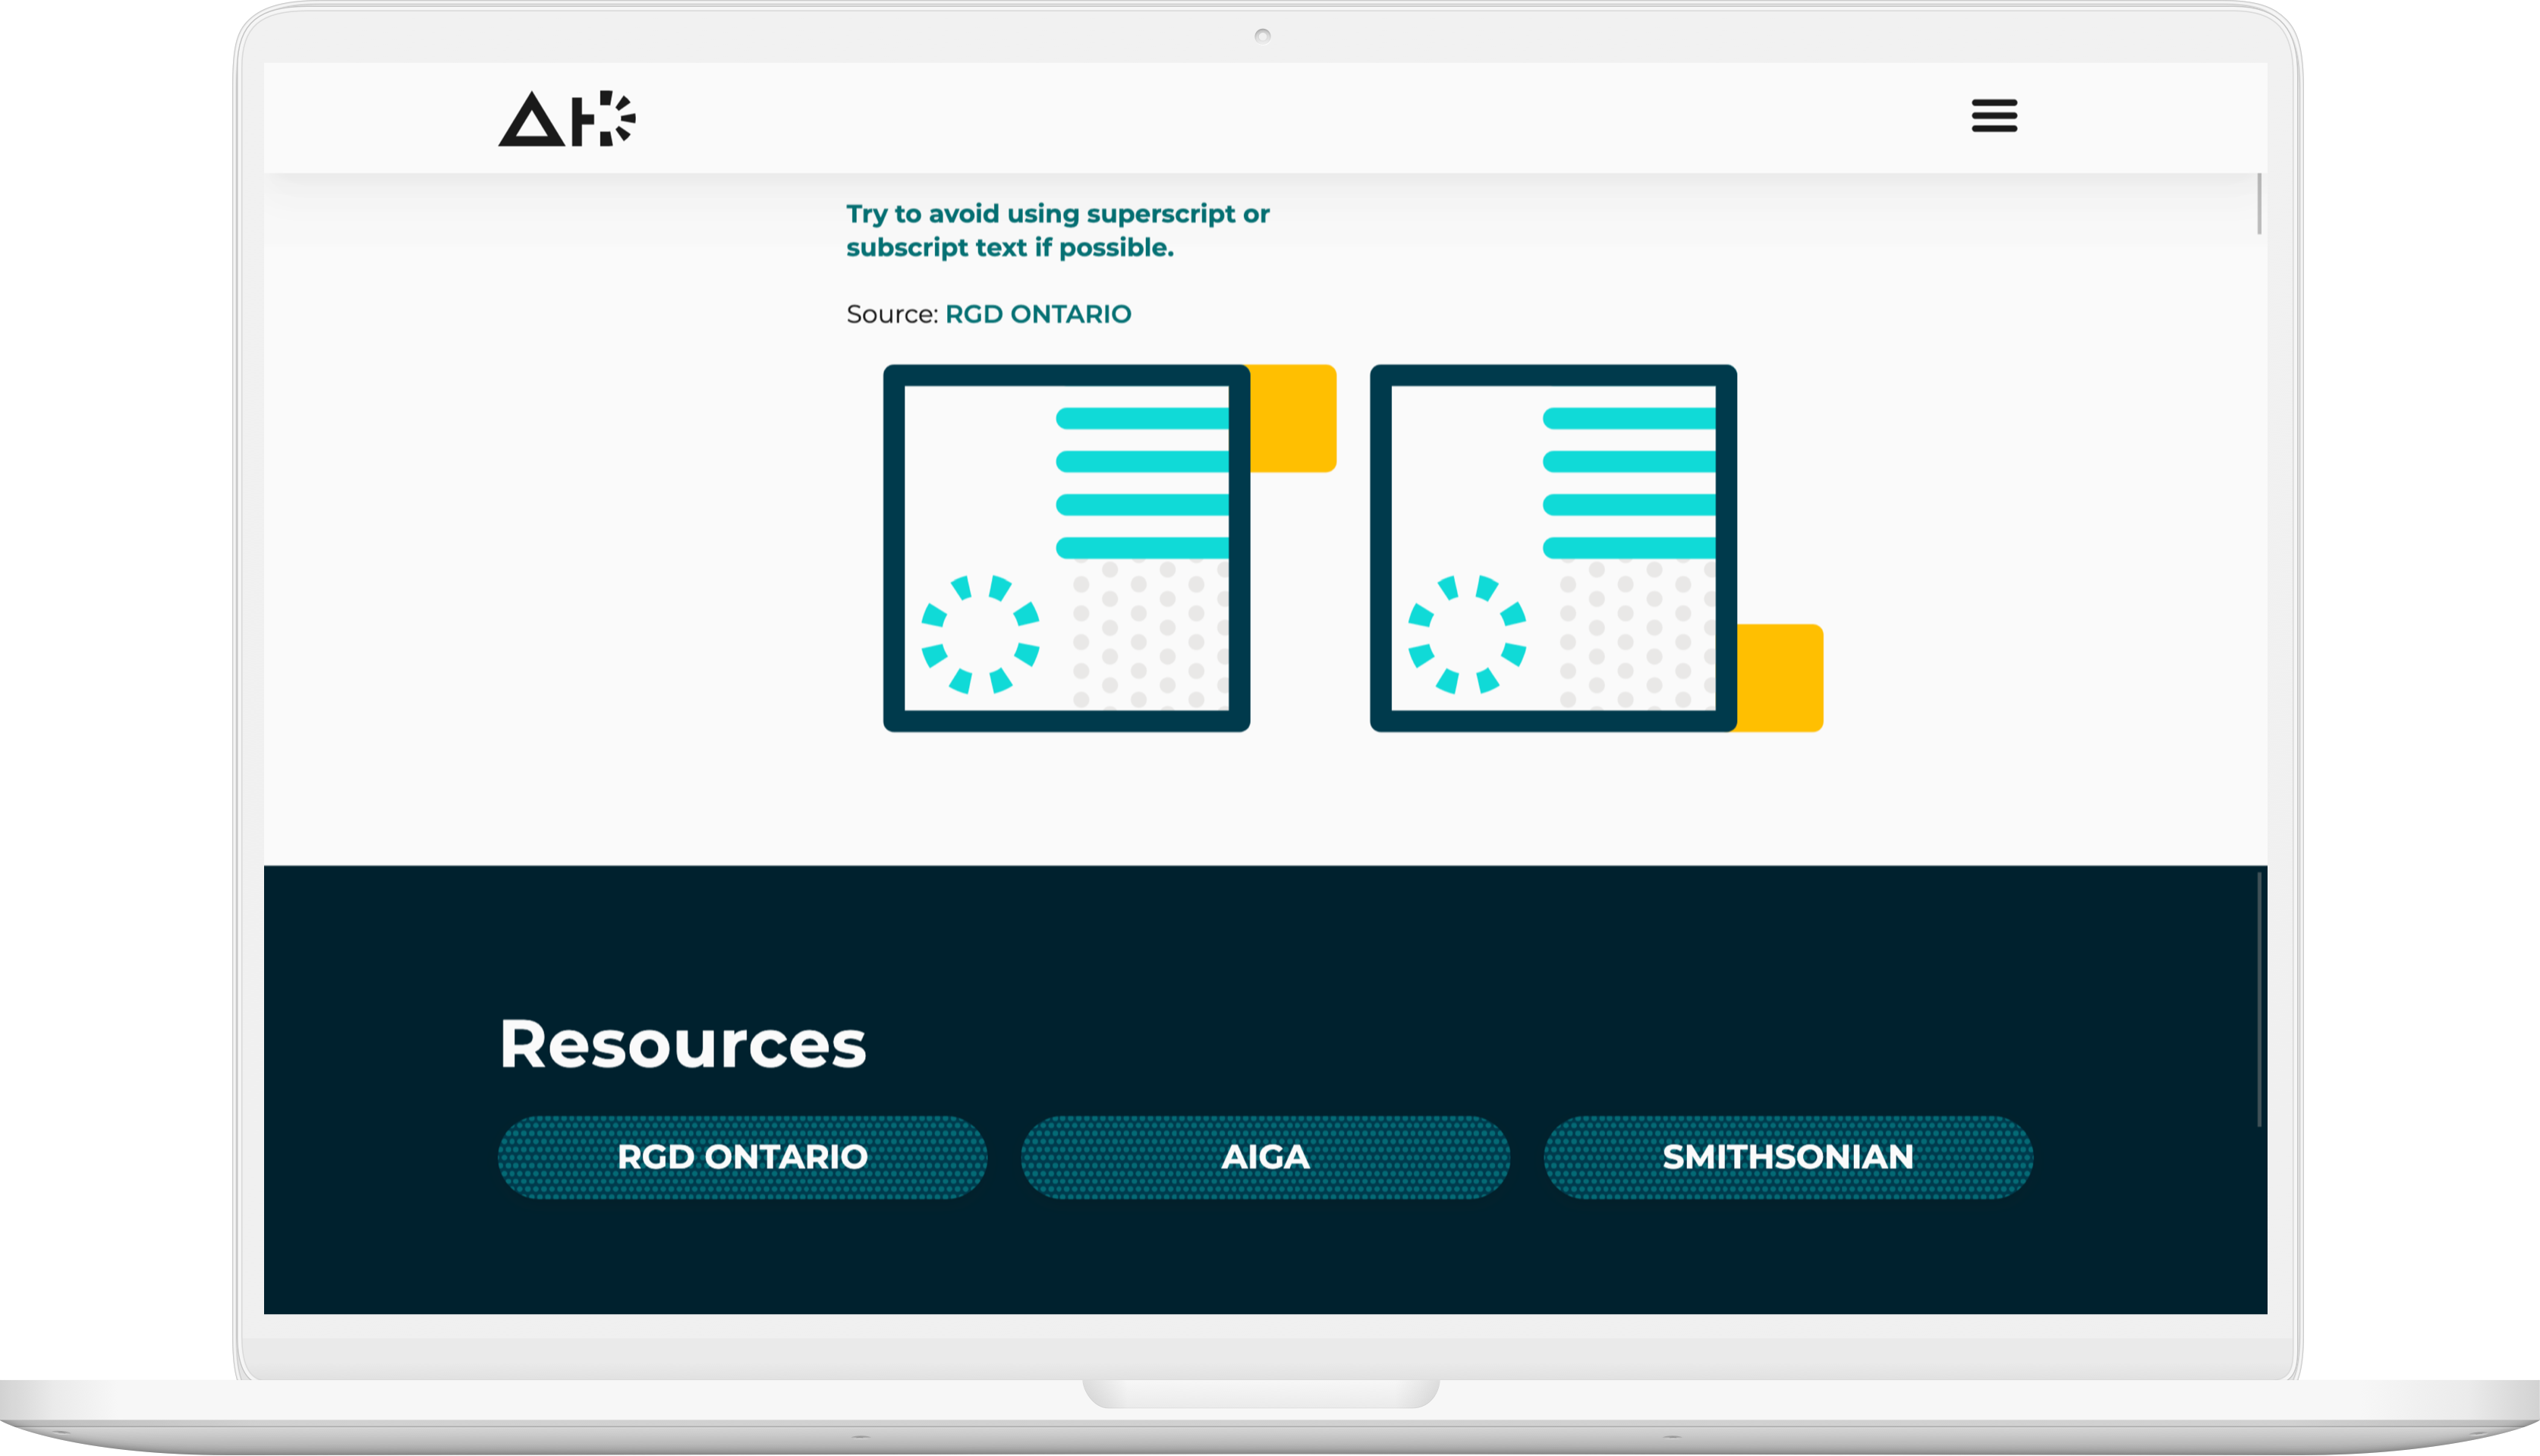 Try to avoid using superscript or
subscript text if possible.
Source: RGD ONTARIO
Resources
RGD ONTARIO
AIGA
SMITHSONIAN